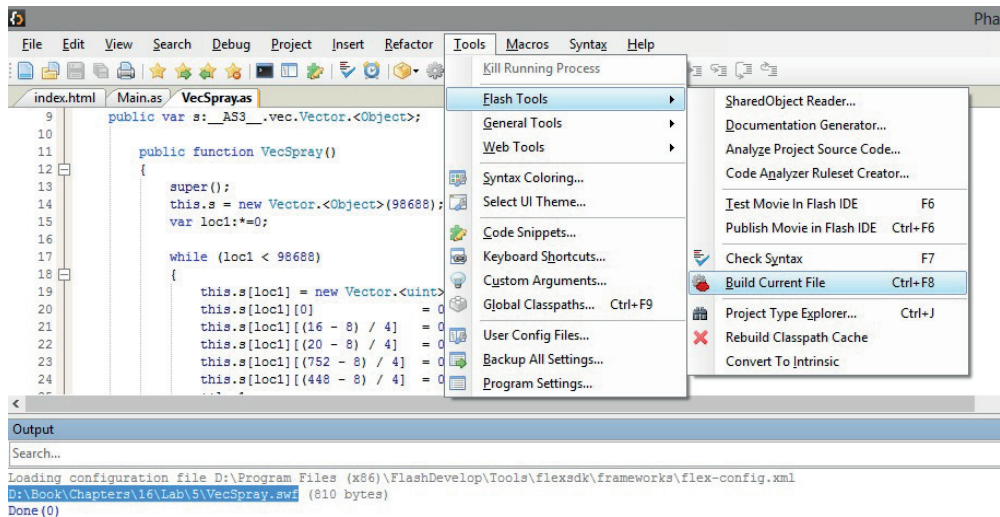 Pha
File Edit View Search Debug Project Insert Refactor Tools Macros Syntax Help
index.html Main.as VecSpray.as
9 public var s:__AS3__.vec.Vector.<Object>;
10
11 public function VecSpray()
12 {
13 super();
14 this.s = new Vector.<Object>(98688);
15 var loc1:*=0;
16
17 while (loc1 < 98688)
18 {
19 this.s[loc1] = new Vector.<uint>
20 this.s[loc1][0] = 0
21 this.s[loc1][(16 - 8) / 4] = 0
22 this.s[loc1][(20 - 8) / 4] = 0
23 this.s[loc1][(752 - 8) / 4] = 0
24 this.s[loc1][(448 - 8) / 4] = 0
Kill Running Process
Flash Tools
General Tools
Web Tools
Syntax Coloring...
Select UI Theme...
Code Snippets...
Keyboard Shortcuts...
Custom Arguments...
Global Classpaths... Ctrl+F9
User Config Files...
Backup All Settings...
Program Settings...
SharedObject Reader...
Documentation Generator...
Analyze Project Source Code...
Code Analyzer Ruleset Creator...
Test Movie In Flash IDE F6
Publish Movie in Flash IDE Ctrl+F6
Check Syntax F7
Build Current File Ctrl+F8
Project Type Explorer... Ctrl+J
Rebuild Classpath Cache
Convert To Intrinsic
Output
Search...
Loading configuration file D:\Program Files (x86)\FlashDevelop\Tools\flexsdk\frameworks\flex-config.xml
D:\Book\Chapters\16\Lab\5\VecSpray.swf (810 bytes)
Done(0)